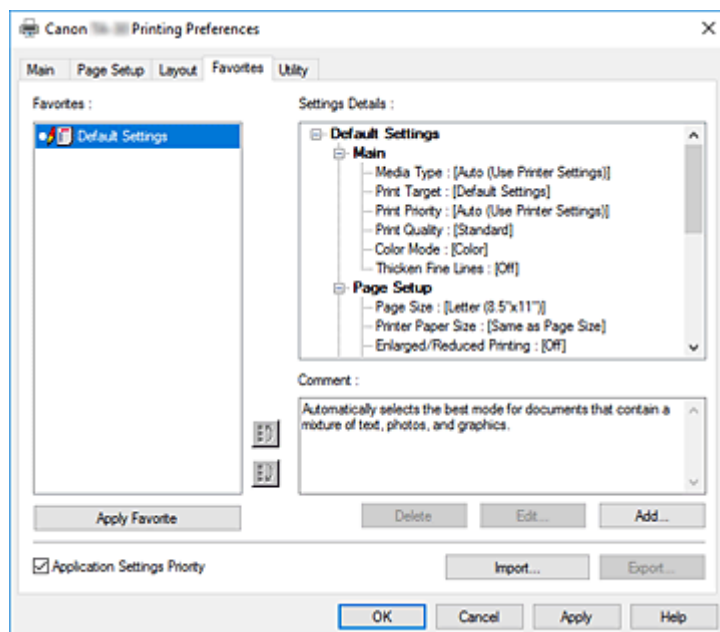 Canon Printing Preferences
Main Page Setup Layout Favorites Utility
Favorites :
Default Settings
Apply Favorite
Settings Details :
Default Settings
Main
Media Type : [Auto (Use Printer Settings)]
Print Target : [Default Settings]
Print Priority : [Auto (Use Printer Settings)]
Print Quality : [Standard]
Color Mode : [Color]
Thicken Fine Lines : [Off]
Page Setup
Page Size : [Letter (8.5"x11")]
Printer Paper Size : [Same as Page Size]
Enlarged/Reduced Printing : [Off]
Comment :
Automatically selects the best mode for documents that contain a
mixture of text, photos, and graphics.
Delete Edit... Add...
Application Settings Priority
Import... Export...
OK Cancel Apply Help